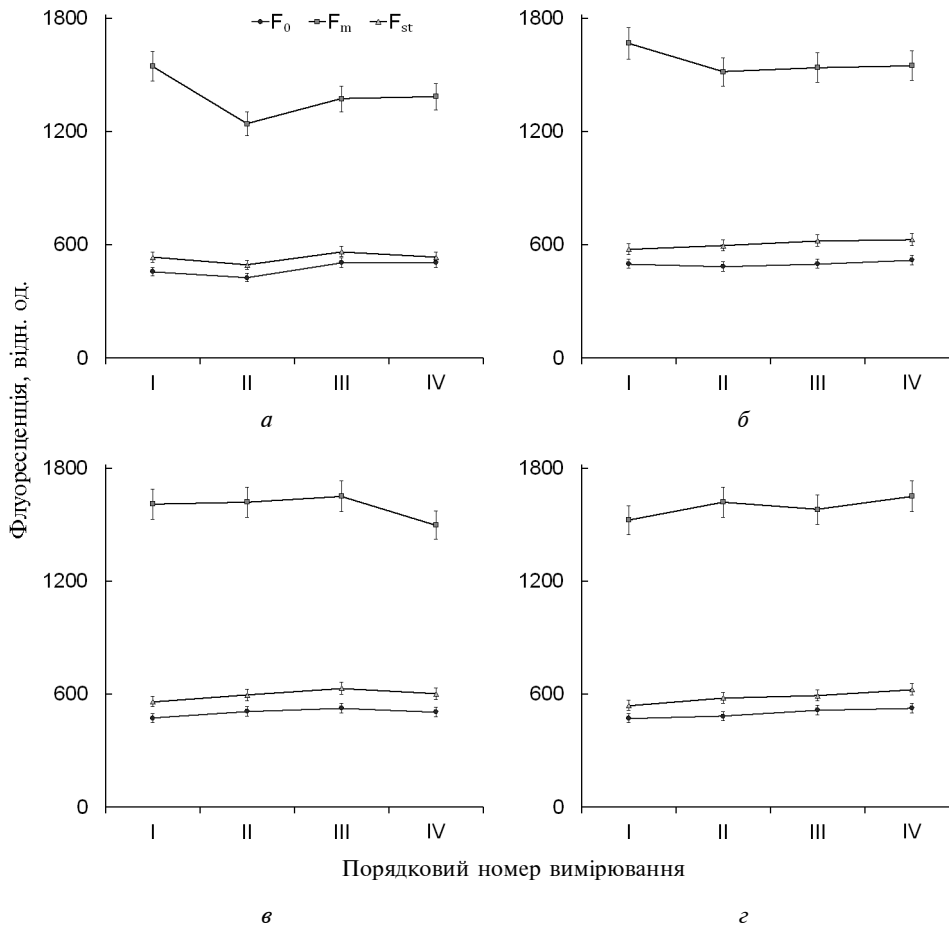 1800
F0 Fm Fst
1200
600
0
I II III IV
а
1800
1200
600
0
I II III IV
б
Флуоресценція, відн. од.
1800
1200
600
0
I II III IV
1800
1200
600
0
I II III IV
Порядковий номер вимірювання
в
г